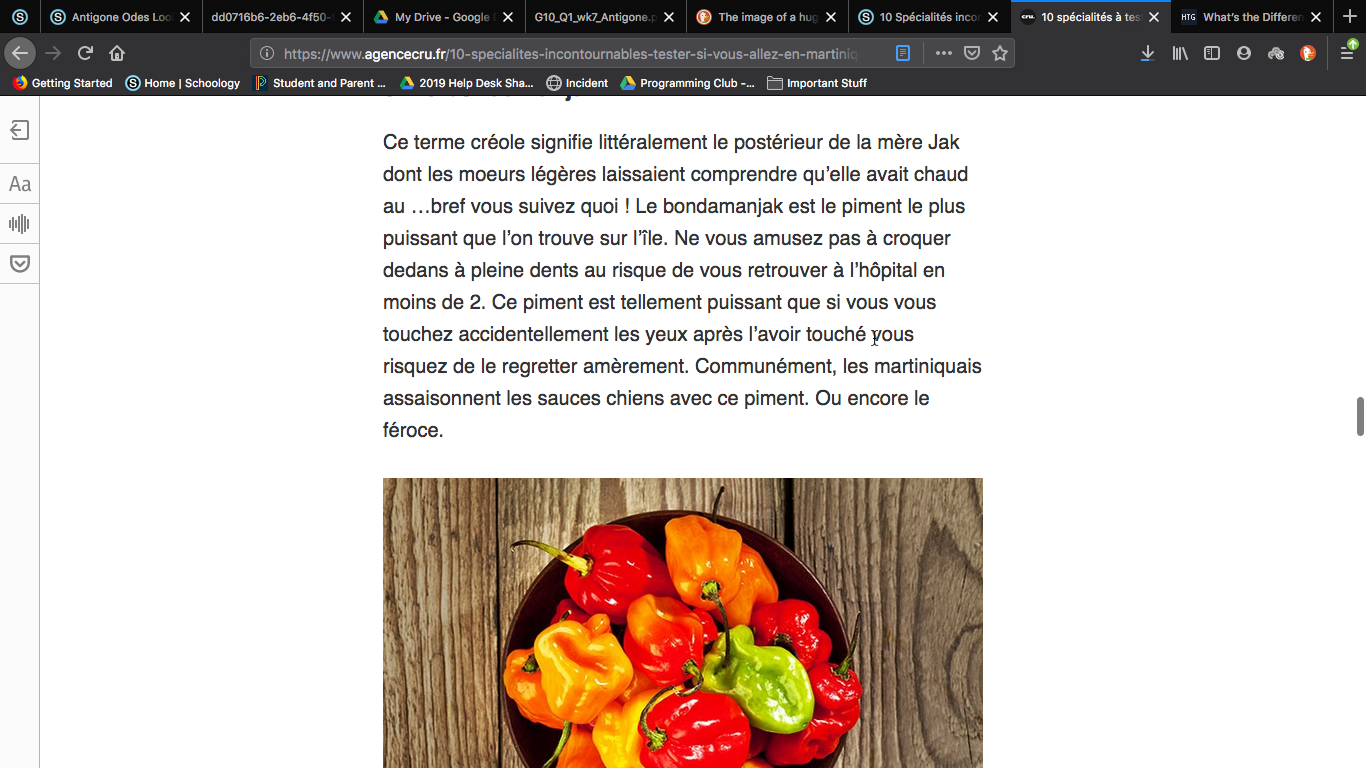 Antigone Odes Loo
dd0716b6-2eb6-4f50-
My Drive - Google
G10_Q1_wk7_Antigone.p
The image of a hug
10 Spécialités incon
cru. 10 spécialités à tes
HTG What's the Differen
https://www.agencecru.fr/10-specialites-incontournables-tester-si-vous-allez-en-martiniq
Getting Started
Home | Schoology
Student and Parent ...
2019 Help Desk Sha...
Incident
Programming Club -...
Important Stuff
Aa
Ce terme créole signifie littéralement le postérieur de la mère Jak
dont les moeurs légères laissaient comprendre qu'elle avait chaud
au …bref vous suivez quoi ! Le bondamanjak est le piment le plus
puissant que l'on trouve sur l'île. Ne vous amusez pas à croquer
dedans à pleine dents au risque de vous retrouver à l'hôpital en
moins de 2. Ce piment est tellement puissant que si vous vous
touchez accidentellement les yeux après l'avoir touché vous
risquez de le regretter amèrement. Communément, les martiniquais
assaisonnent les sauces chiens avec ce piment. Ou encore le
féroce.